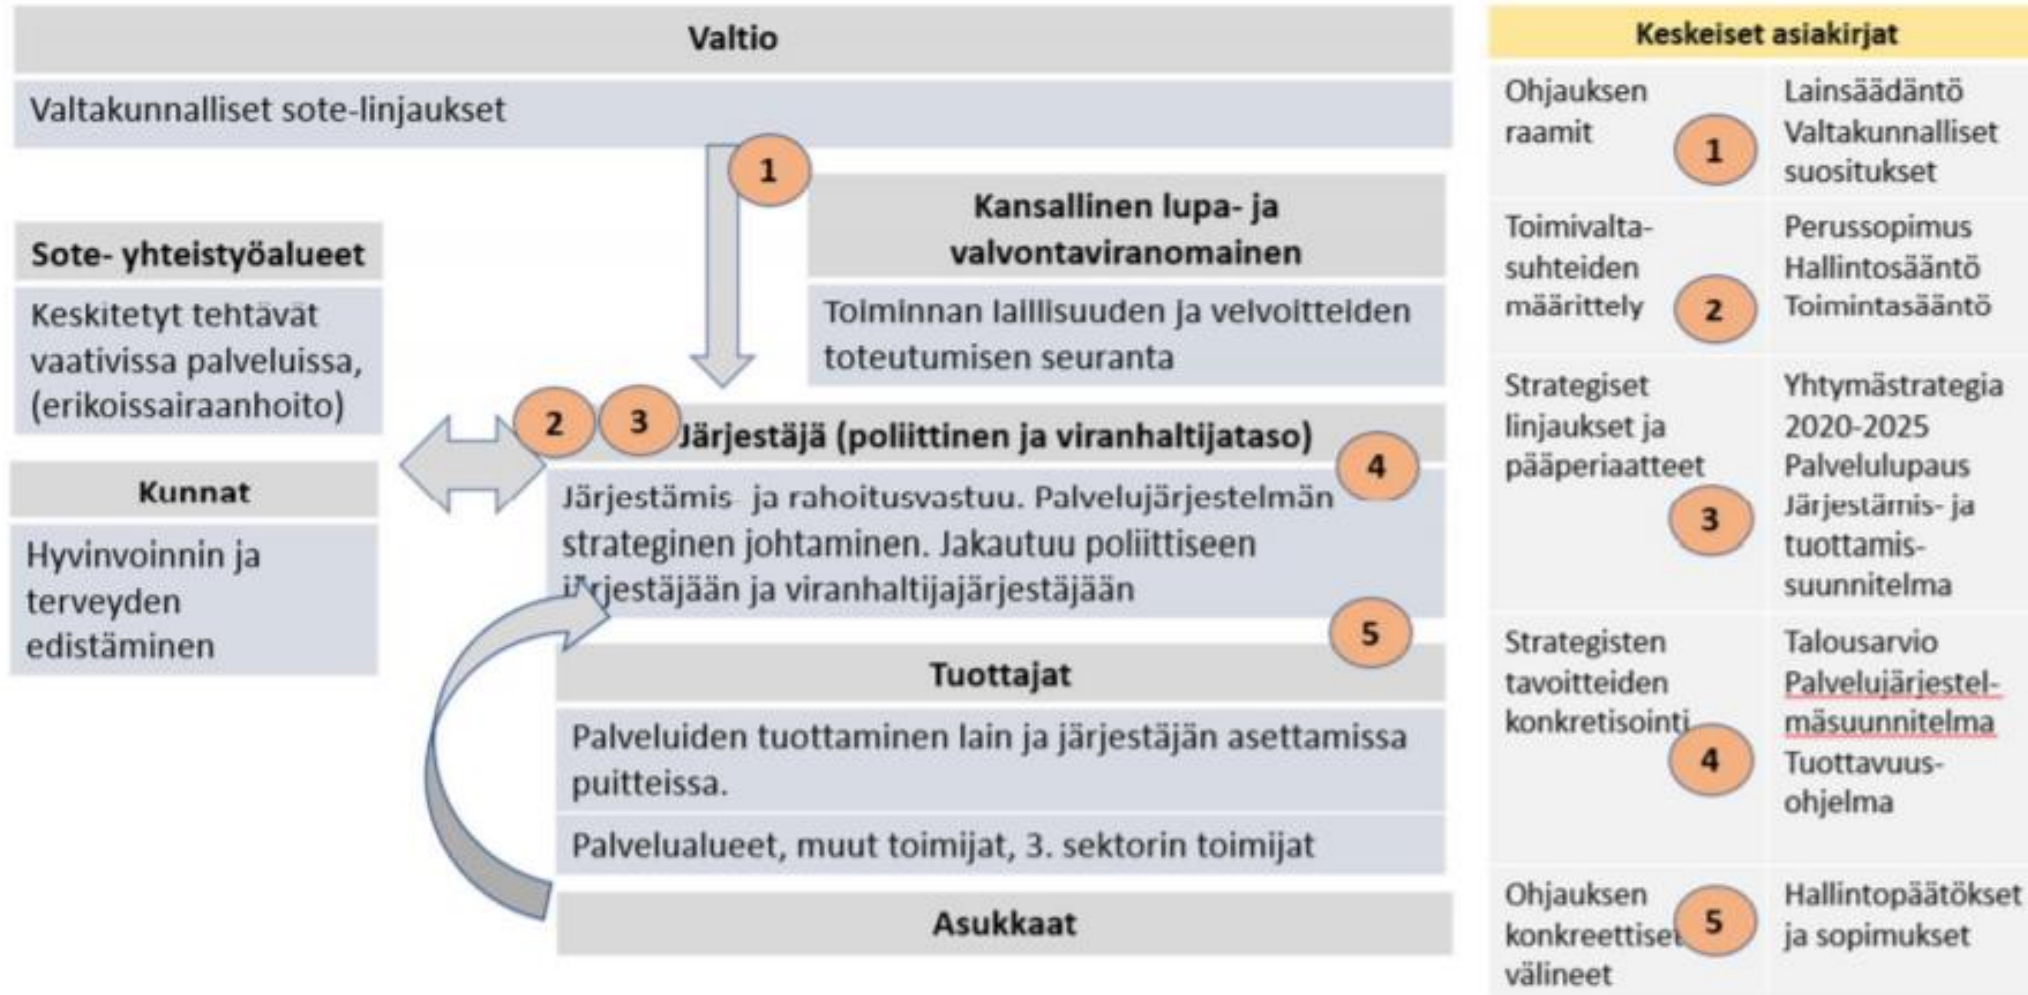 Valtio
Valtakunnalliset sote-linjaukset
1
Kansallinen lupa- ja
valvontaviranomainen
Toiminnan laillisuuden ja velvoitteiden
toteutumisen seuranta
Sote- yhteistyöalueet
Keskitetyt tehtävät
vaativissa palveluissa,
(erikoissairaanhoito)
Kunnat
Hyvinvoinnin ja
terveyden
edistäminen
2
3
Järjestäjä (poliittinen ja viranhaltijataso)
4
Järjestämis- ja rahoitusvastuu. Palvelujärjestelmän
strateginen johtaminen. Jakautuu poliittiseen
järjestäjään ja viranhaltijajärjestäjään
5
Tuottajat
Palveluiden tuottaminen lain ja järjestäjän asettamissa
puitteissa.
Palvelualueet, muut toimijat, 3. sektorin toimijat
Asukkaat
Keskeiset asiakirjat
Ohjauksen
raamit
1
Lainsäädäntö
Valtakunnalliset
suositukset
Toimivalta-
suhteiden
määrittely
2
Perussopimus
Hallintosääntö
Toimintasääntö
Strategiset
linjaukset ja
pääperiaatteet
3
Yhtymästrategia
2020-2025
Palvelulupaus
Järjestämis- ja
tuottamis-
suunnitelma
Strategisten
tavoitteiden
konkretisointi
4
Talousarvio
Palvelujärjestel-
mäsuunnitelma
Tuottavuus-
ohjelma
Ohjauksen
konkreettiset
välineet
5
Hallintopäätökset
ja sopimukset